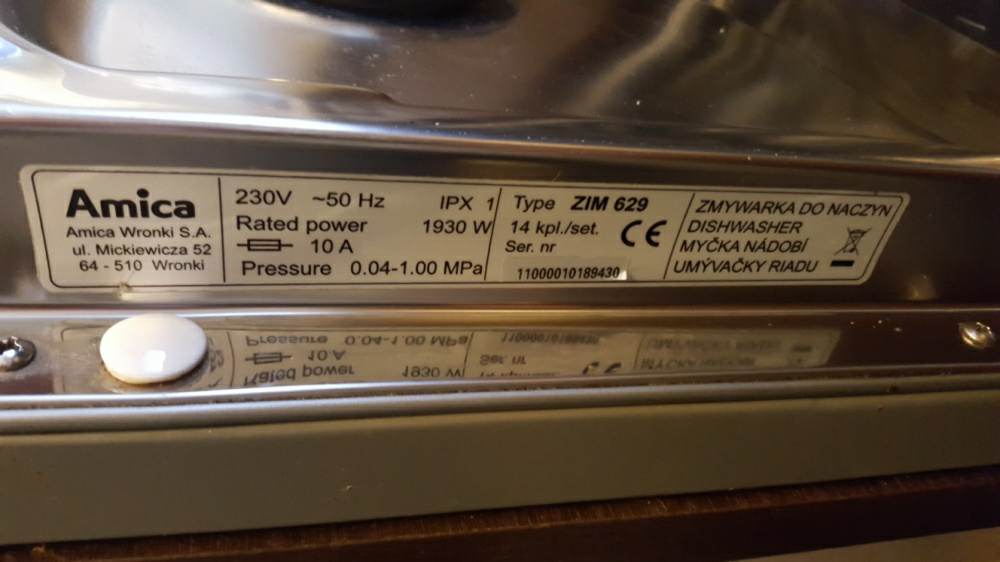 Amica
Amica Wronki S.A.
ul. Mickiewicza 52
64 - 510 Wronki
230V ~50 Hz IPX 1
Rated power 1930 W
10 A
Pressure 0.04-1.00 MPa
Type ZIM 629
14 kpl./set. CE
Ser. nr
11000010189430
ZMYWARKA DO NACZYN
DISHWASHER
MYČKA NÁDOBÍ
UMÝVAČKY RIADU